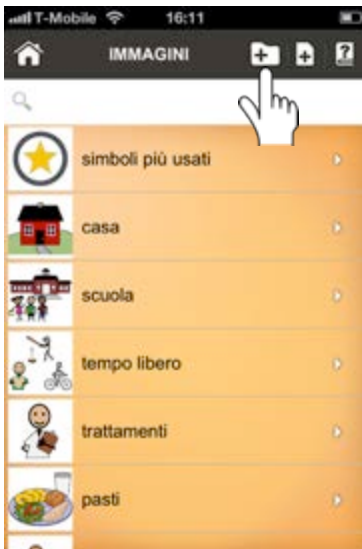 T-Mobile 16:11
IMMAGINI
simboli più usati
casa
scuola
tempo libero
trattamenti
pasti